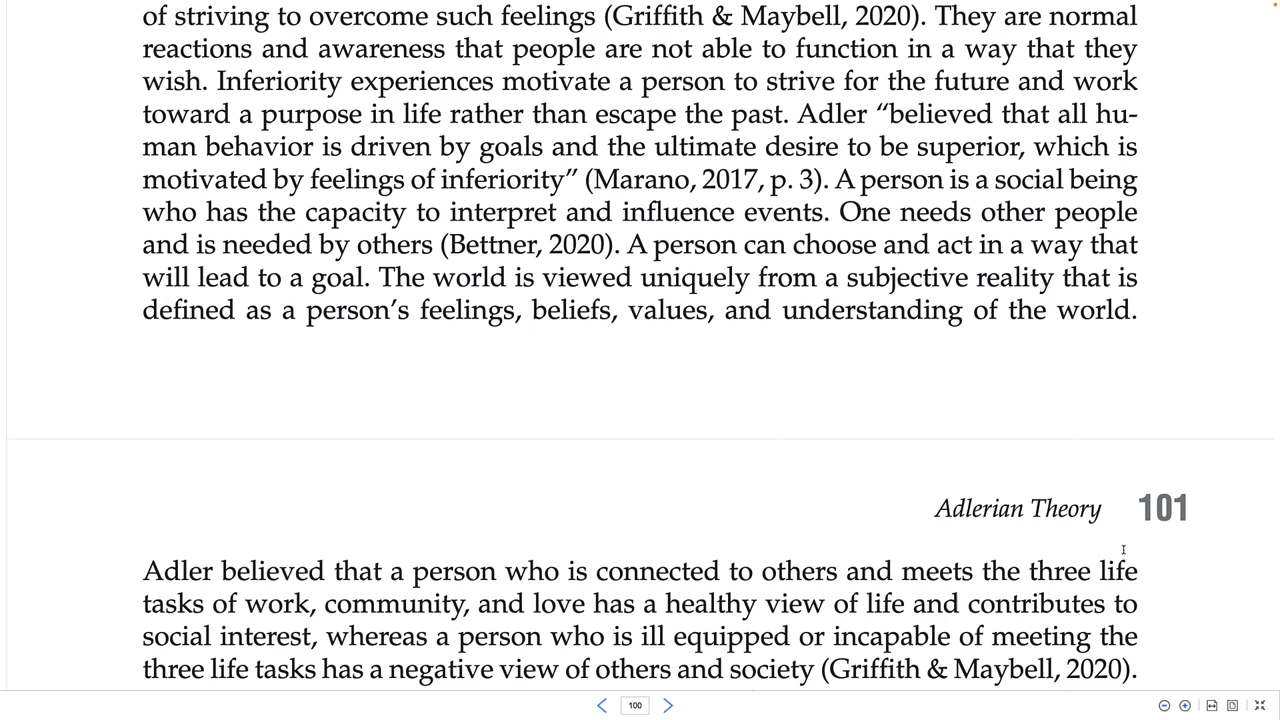 of striving to overcome such feelings (Griffith & Maybell, 2020). They are normal
reactions and awareness that people are not able to function in a way that they
wish. Inferiority experiences motivate a person to strive for the future and work
toward a purpose in life rather than escape the past. Adler “believed that all hu-
man behavior is driven by goals and the ultimate desire to be superior, which is
motivated by feelings of inferiority” (Marano, 2017, p. 3). A person is a social being
who has the capacity to interpret and influence events. One needs other people
and is needed by others (Bettner, 2020). A person can choose and act in a way that
will lead to a goal. The world is viewed uniquely from a subjective reality that is
defined as a person’s feelings, beliefs, values, and understanding of the world.
Adlerian Theory 101
Adler believed that a person who is connected to others and meets the three life
tasks of work, community, and love has a healthy view of life and contributes to
social interest, whereas a person who is ill equipped or incapable of meeting the
three life tasks has a negative view of others and society (Griffith & Maybell, 2020).
100